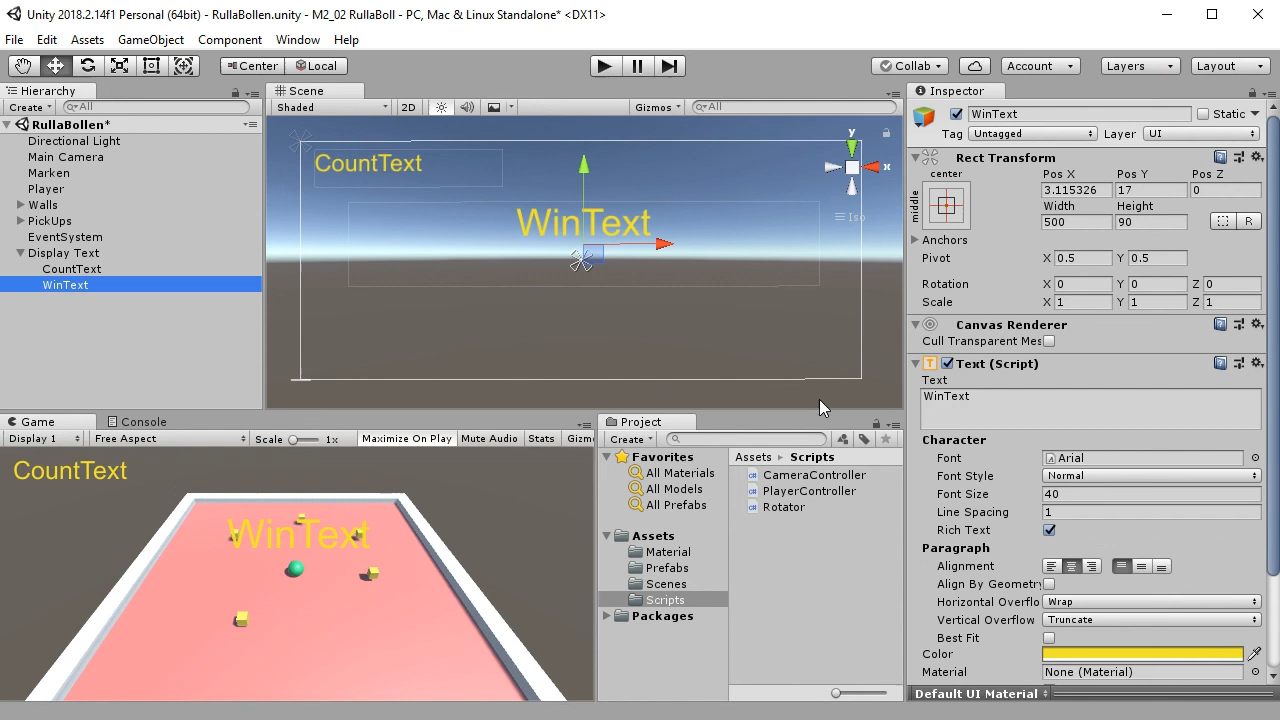 Unity 2018.2.14f1 Personal (64bit) - RullaBollen.unity - M2_02 RullaBoll - PC, Mac & Linux Standalone* <DX11>
File Edit Assets GameObject Component Window Help
Center Local Collab Account Layers Layout
Hierarchy
Create All
RullaBollen*
Directional Light
Main Camera
Marken
Player
Walls
PickUps
EventSystem
Display Text
CountText
WinText
Scene
Shaded 2D Gizmos All
CountText
WinText
y
x
Iso
Game Console
Display 1 Free Aspect Scale 1x Maximize On Play Mute Audio Stats Gizm
CountText
WinText
Project
Create
Favorites
All Materials
All Models
All Prefabs
Assets
Material
Prefabs
Scenes
Scripts
Packages
Assets Scripts
CameraController
PlayerController
Rotator
Inspector
WinText Static
Tag Untagged Layer UI
Rect Transform
center
middle
Pos X Pos Y Pos Z
3.115326 17 0
Width Height
500 90
R
Anchors
Pivot X 0.5 Y 0.5
Rotation X 0 Y 0 Z 0
Scale X 1 Y 1 Z 1
Canvas Renderer
Cull Transparent Mes
Text (Script)
Text
WinText
Character
Font Arial
Font Style Normal
Font Size 40
Line Spacing 1
Rich Text
Paragraph
Alignment
Align By Geometry
Horizontal Overflo Wrap
Vertical Overflow Truncate
Best Fit
Color
Material None (Material)
Default UI Material